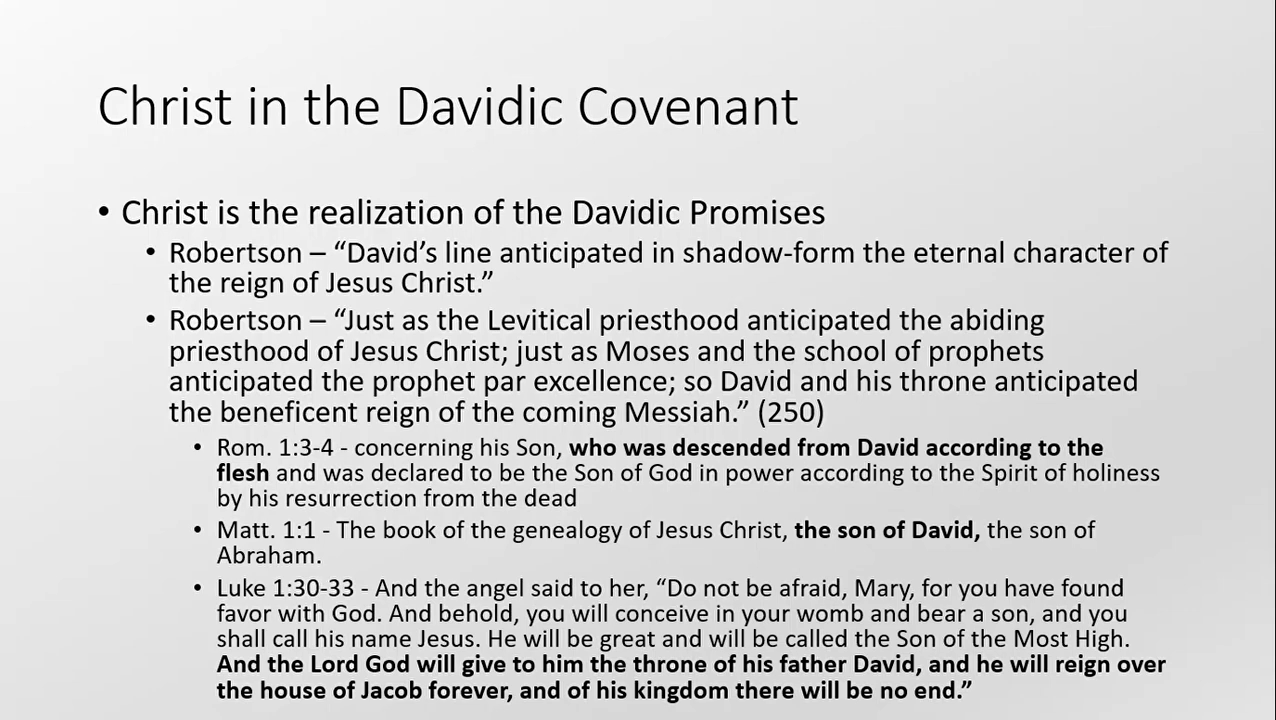 Christ in the Davidic Covenant
• Christ is the realization of the Davidic Promises
• Robertson – “David’s line anticipated in shadow-form the eternal character of
the reign of Jesus Christ.”
• Robertson – “Just as the Levitical priesthood anticipated the abiding
priesthood of Jesus Christ; just as Moses and the school of prophets
anticipated the prophet par excellence; so David and his throne anticipated
the beneficent reign of the coming Messiah.” (250)
• Rom. 1:3-4 - concerning his Son, who was descended from David according to the
flesh and was declared to be the Son of God in power according to the Spirit of holiness
by his resurrection from the dead
• Matt. 1:1 - The book of the genealogy of Jesus Christ, the son of David, the son of
Abraham.
• Luke 1:30-33 - And the angel said to her, “Do not be afraid, Mary, for you have found
favor with God. And behold, you will conceive in your womb and bear a son, and you
shall call his name Jesus. He will be great and will be called the Son of the Most High.
And the Lord God will give to him the throne of his father David, and he will reign over
the house of Jacob forever, and of his kingdom there will be no end.”